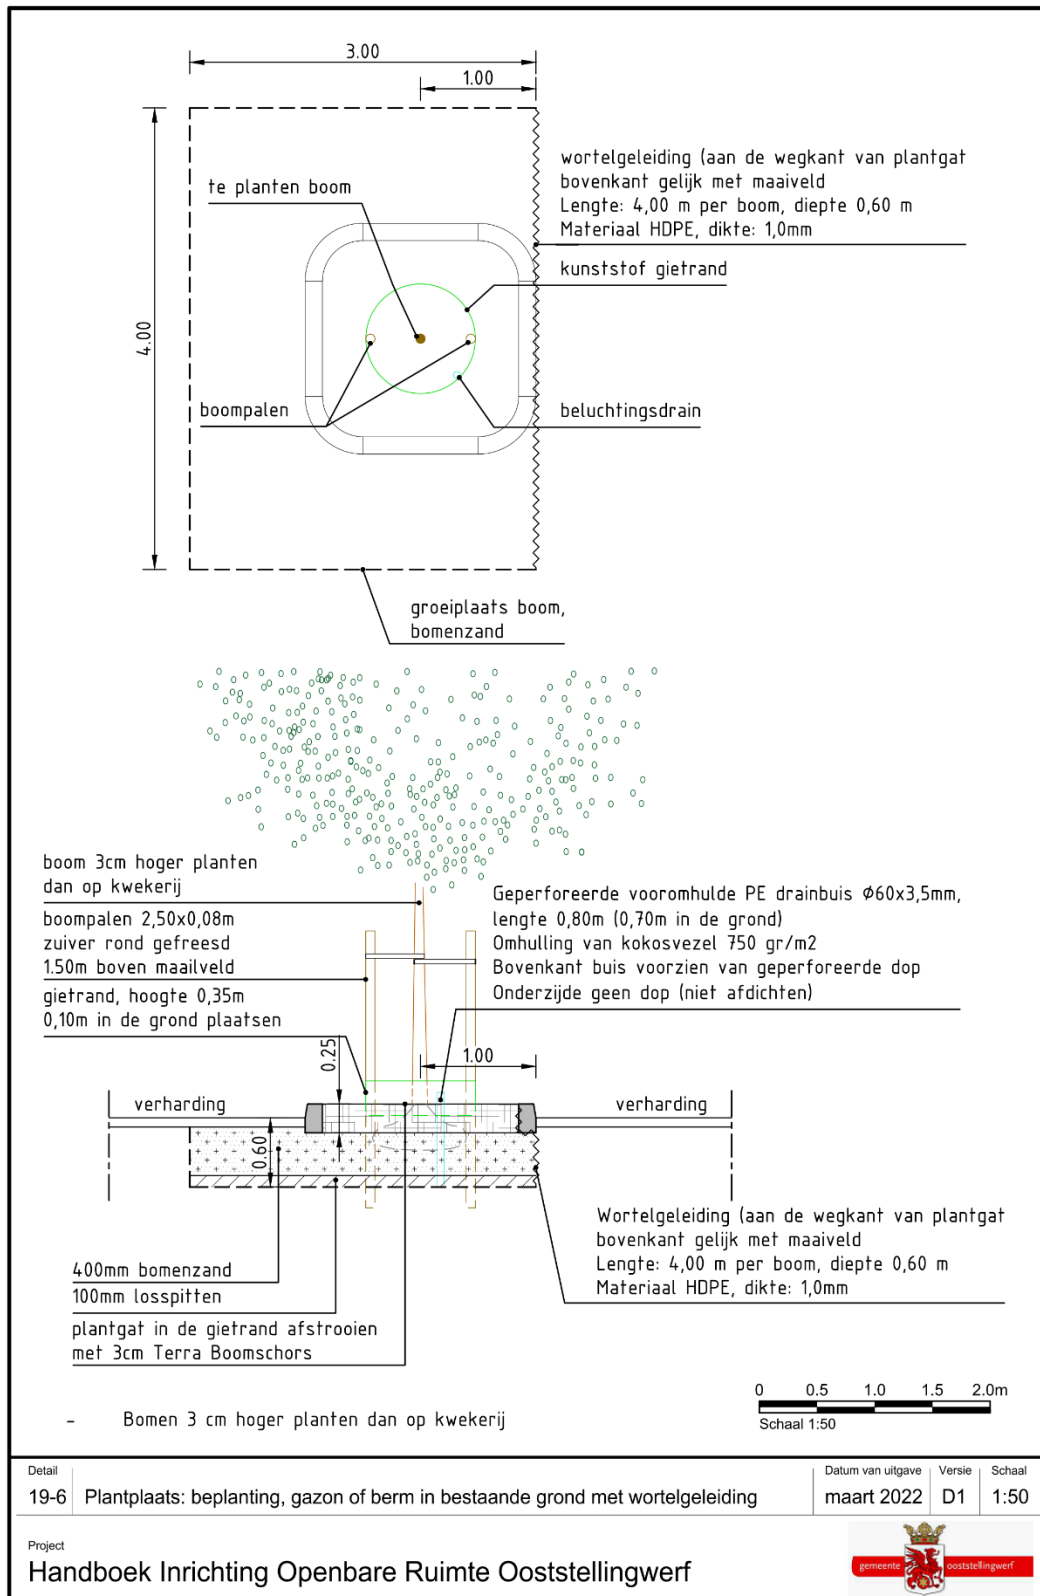 3.00
1.00
wortelgeleiding (aan de wegkant van plantgat
bovenkant gelijk met maaiveld
Lengte: 4,00 m per boom, diepte 0,60 m
Materiaal HDPE, dikte: 1,0mm
te planten boom
kunststof gietrand
4.00
boompalen
beluchtingsdrain
groeiplaats boom,
bomenzand
boom 3cm hoger planten
dan op kwekerij
boompalen 2,50x0,08m
zuiver rond gefreesd
1.50m boven maailveld
gietrand, hoogte 0,35m
0,10m in de grond plaatsen
Geperforeerde vooromhulde PE drainbuis Ø60x3,5mm,
lengte 0,80m (0,70m in de grond)
Omhulling van kokosvezel 750 gr/m2
Bovenkant buis voorzien van geperforeerde dop
Onderzijde geen dop (niet afdichten)
0.25
1.00
verharding
verharding
0.60
Wortelgeleiding (aan de wegkant van plantgat
bovenkant gelijk met maaiveld
Lengte: 4,00 m per boom, diepte 0,60 m
Materiaal HDPE, dikte: 1,0mm
400mm bomenzand
100mm losspitten
plantgat in de gietrand afstrooien
met 3cm Terra Boomschors
- Bomen 3 cm hoger planten dan op kwekerij
0 0.5 1.0 1.5 2.0m
Schaal 1:50
Detail
19-6 Plantplaats: beplanting, gazon of berm in bestaande grond met wortelgeleiding
Datum van uitgave Versie Schaal
maart 2022 D1 1:50
Project
Handboek Inrichting Openbare Ruimte Ooststellingwerf
gemeente ooststellingwerf